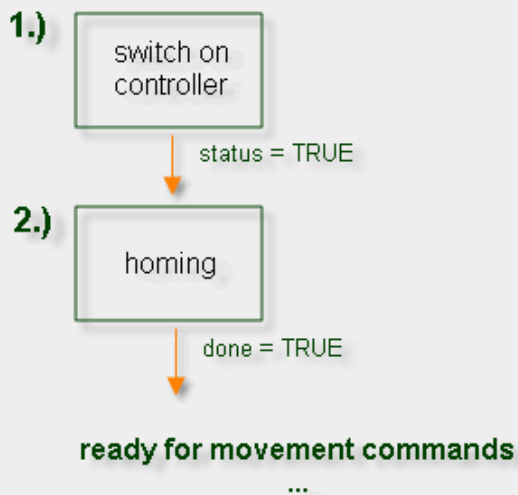 1.)
switch on
controller
status = TRUE
2.)
homing
done = TRUE
ready for movement commands
...